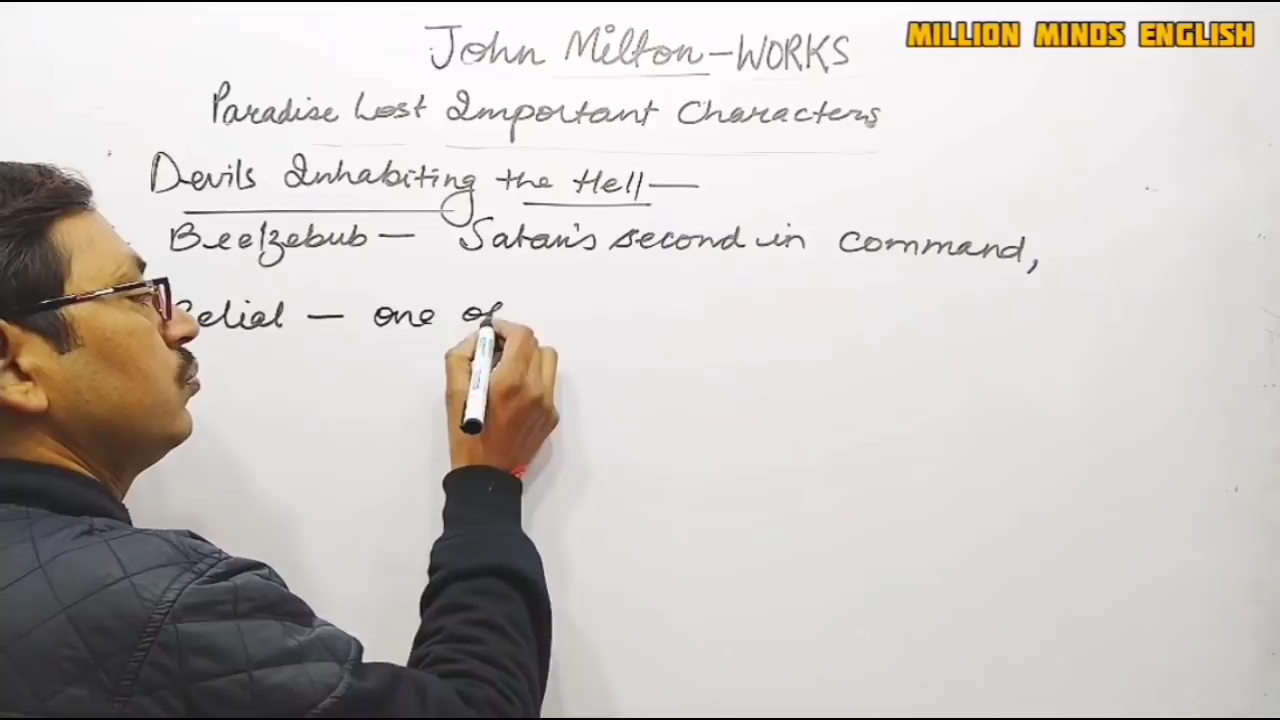 MILLION MINDS ENGLISH
John Milton-WORKS
Paradise Lost Important Characters
Devils Inhabiting the Hell—
Beelzebub — Satan's second in command,
Belial — one of